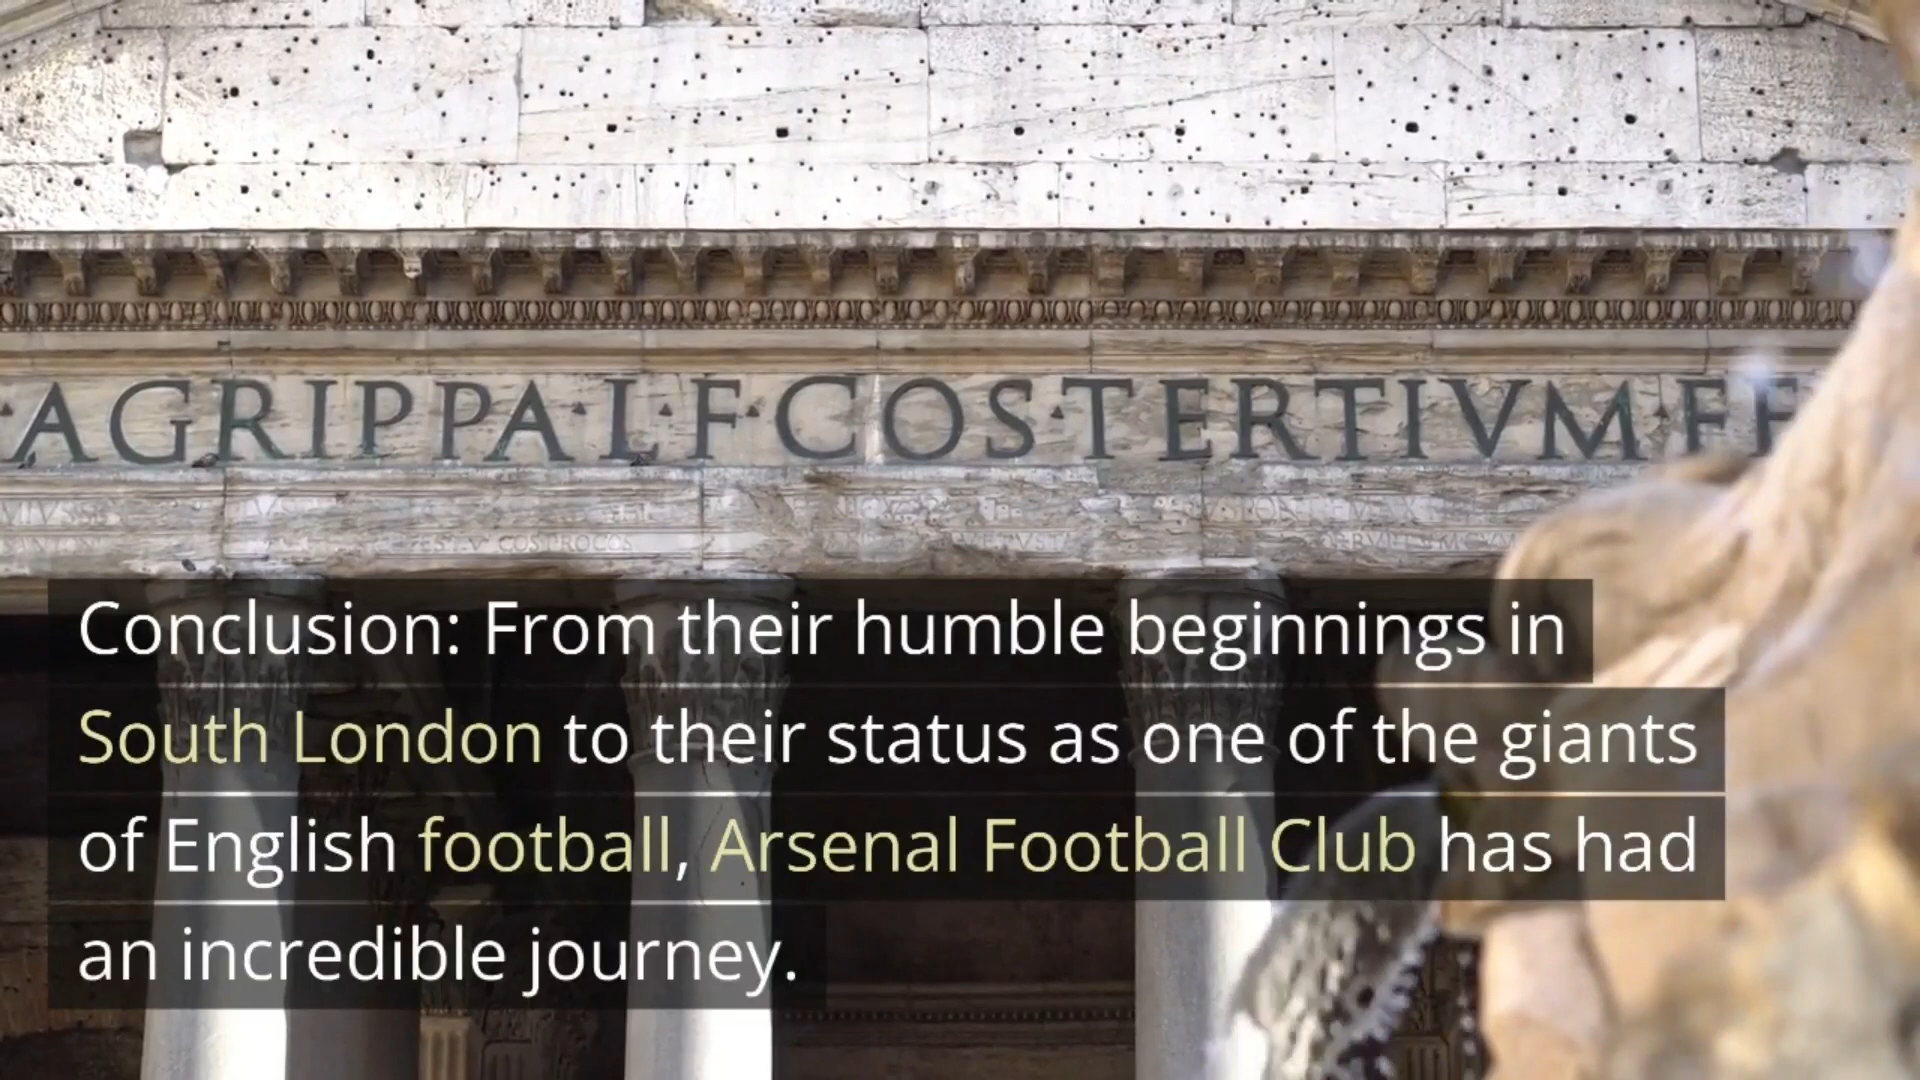 ·AGRIPPA·L·F·COS·TERTIVM·FE
COSTROCOS
Conclusion: From their humble beginnings in
South London to their status as one of the giants
of English football, Arsenal Football Club has had
an incredible journey.